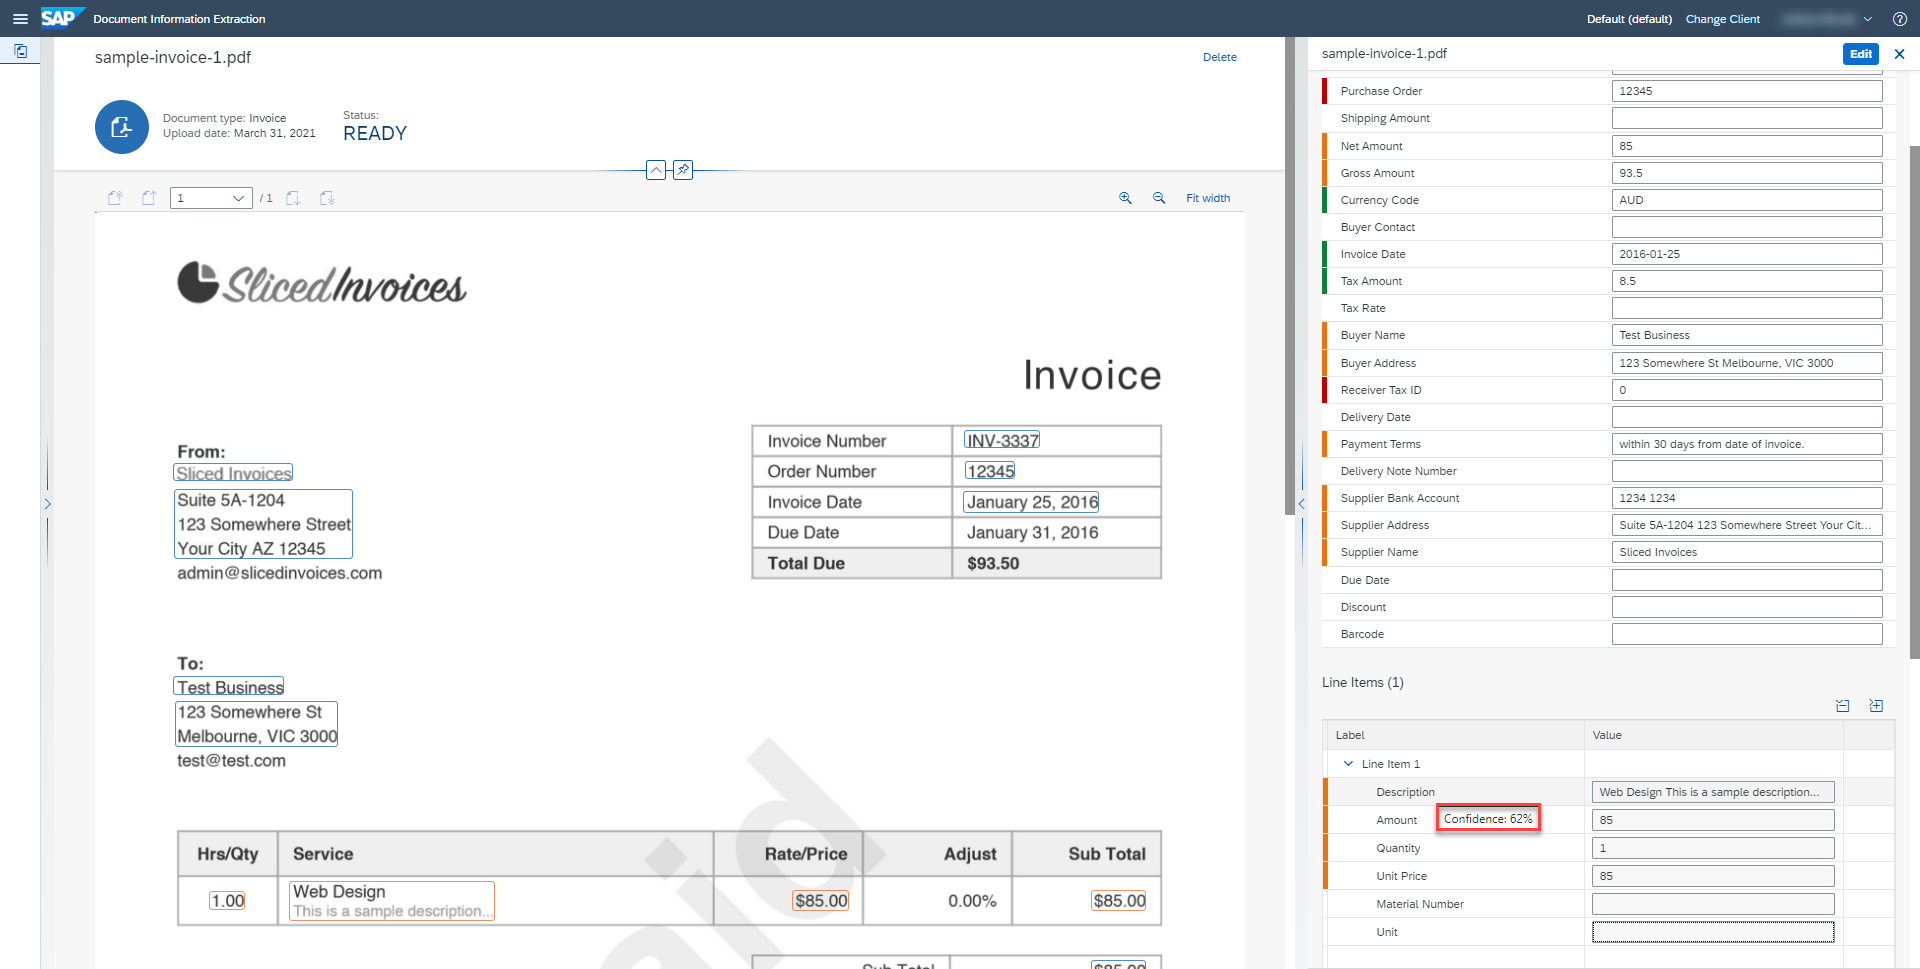 SAP Document Information Extraction Default (default) Change Client
sample-invoice-1.pdf Delete
Document type: Invoice
Upload date: March 31, 2021
Status:
READY
1 / 1 Fit width
SlicedInvoices
Invoice
From:
Sliced Invoices
Suite 5A-1204
123 Somewhere Street
Your City AZ 12345
admin@slicedinvoices.com
Invoice Number INV-3337
Order Number 12345
Invoice Date January 25, 2016
Due Date January 31, 2016
Total Due $93.50
To:
Test Business
123 Somewhere St
Melbourne, VIC 3000
test@test.com
Hrs/Qty Service Rate/Price Adjust Sub Total
1.00 Web Design $85.00 0.00% $85.00
This is a sample description...
Sub Total $85.00
aid
sample-invoice-1.pdf Edit
Purchase Order 12345
Shipping Amount
Net Amount 85
Gross Amount 93.5
Currency Code AUD
Buyer Contact
Invoice Date 2016-01-25
Tax Amount 8.5
Tax Rate
Buyer Name Test Business
Buyer Address 123 Somewhere St Melbourne, VIC 3000
Receiver Tax ID 0
Delivery Date
Payment Terms within 30 days from date of invoice.
Delivery Note Number
Supplier Bank Account 1234 1234
Supplier Address Suite 5A-1204 123 Somewhere Street Your Cit...
Supplier Name Sliced Invoices
Due Date
Discount
Barcode
Line Items (1)
Label Value
Line Item 1
Description Web Design This is a sample description...
Amount Confidence: 62% 85
Quantity 1
Unit Price 85
Material Number
Unit